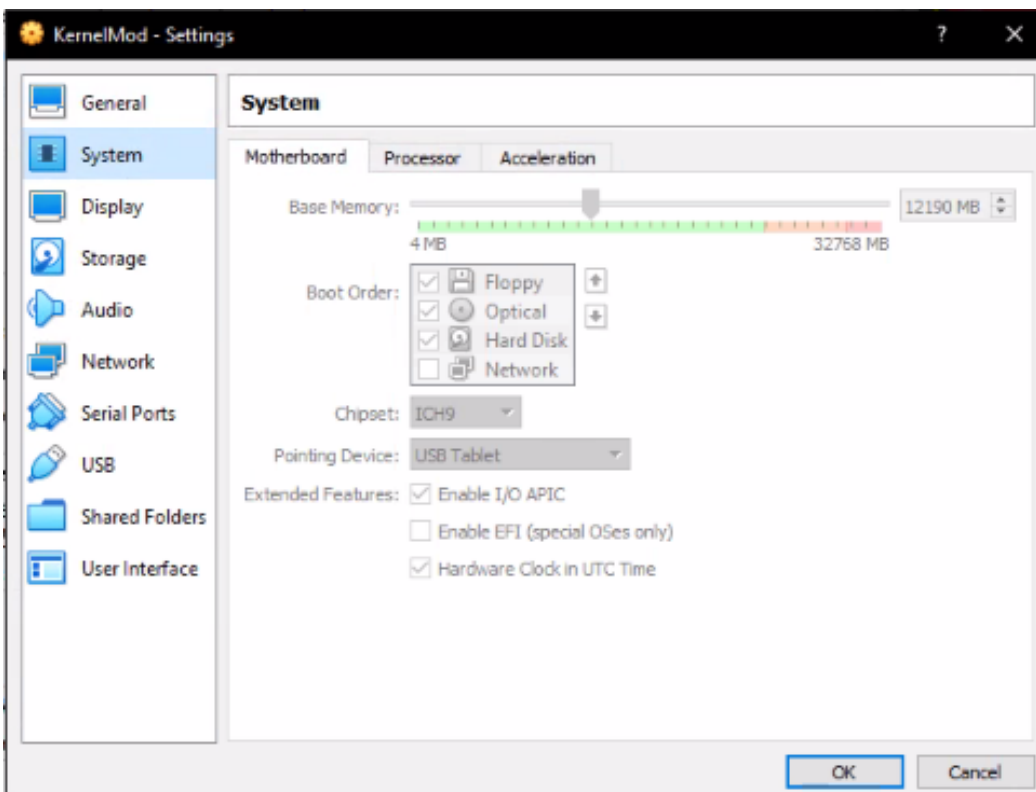 KernelMod - Settings
?
General
System
Display
Storage
Audio
Network
Serial Ports
USB
Shared Folders
User Interface
System
Motherboard Processor Acceleration
Base Memory: 12190 MB
4 MB 32768 MB
Boot Order: Floppy
Optical
Hard Disk
Network
Chipset: ICH9
Pointing Device: USB Tablet
Extended Features: Enable I/O APIC
Enable EFI (special OSes only)
Hardware Clock in UTC Time
OK Cancel